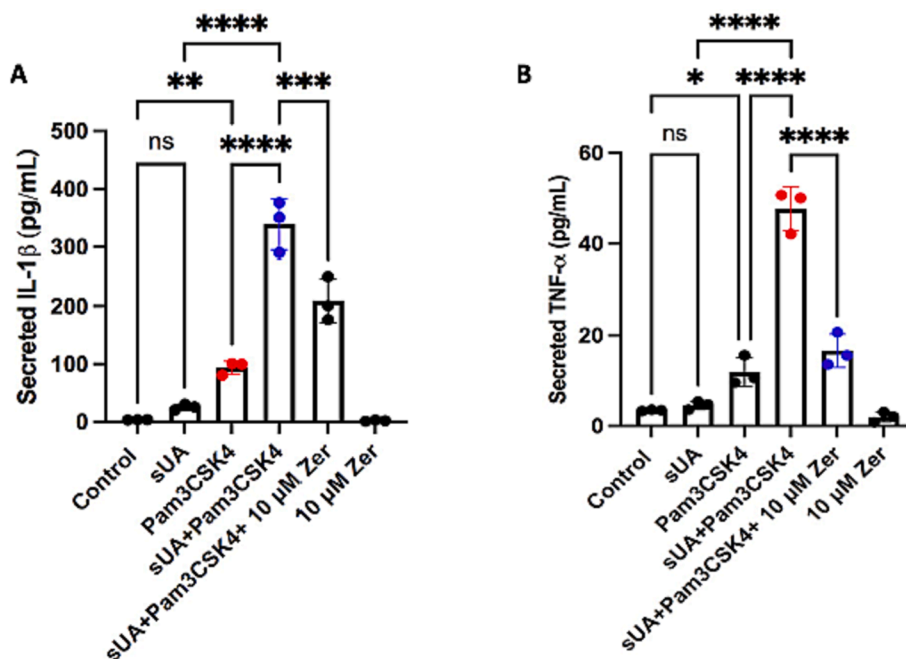 A
****
**
***
ns
****
Secreted IL-1β (pg/mL)
500
400
300
200
100
0
Control
sUA
Pam3CSK4
sUA+Pam3CSK4
sUA+Pam3CSK4+ 10 μM Zer
10 μM Zer
B
****
*
****
ns
****
Secreted TNF-α (pg/mL)
60
40
20
0
Control
sUA
Pam3CSK4
sUA+Pam3CSK4
sUA+Pam3CSK4+ 10 μM Zer
10 μM Zer